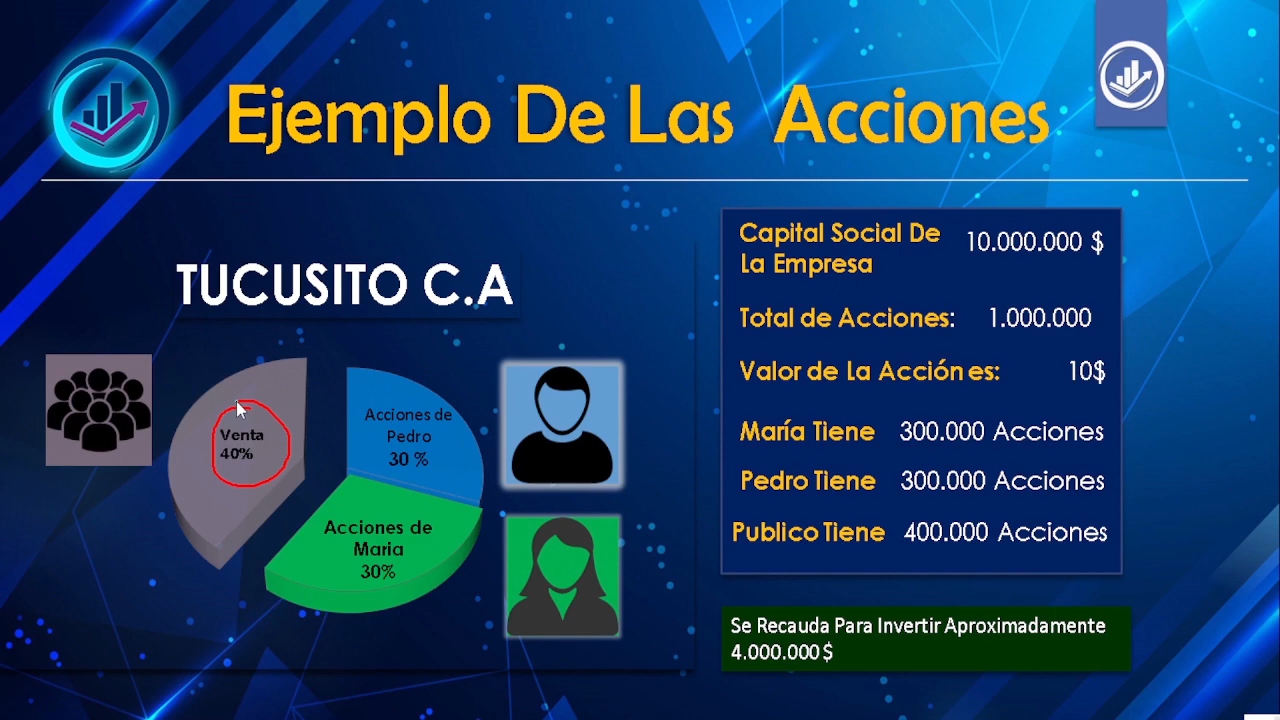 Ejemplo De Las Acciones
TUCUSITO C.A
Venta
40%
Acciones de
Pedro
30 %
Acciones de
Maria
30%
Capital Social De
La Empresa
10.000.000 $
Total de Acciones: 1.000.000
Valor de La Acción es: 10$
María Tiene 300.000 Acciones
Pedro Tiene 300.000 Acciones
Publico Tiene 400.000 Acciones
Se Recauda Para Invertir Aproximadamente
4.000.000 $